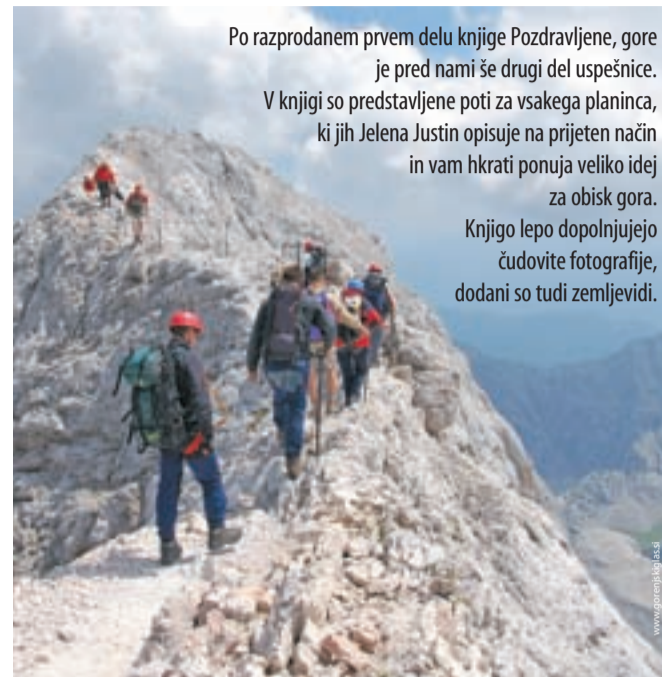 Po razprodanem prvem delu knjige Pozdravljene, gore
je pred nami še drugi del uspešnice.
V knjigi so predstavljene poti za vsakega planinca,
ki jih Jelena Justin opisuje na prijeten način
in vam hkrati ponuja veliko idej
za obisk gora.
Knjigo lepo dopolnjujejo
čudovite fotografije,
dodani so tudi zemljevidi.
www.gorenjskiglas.si